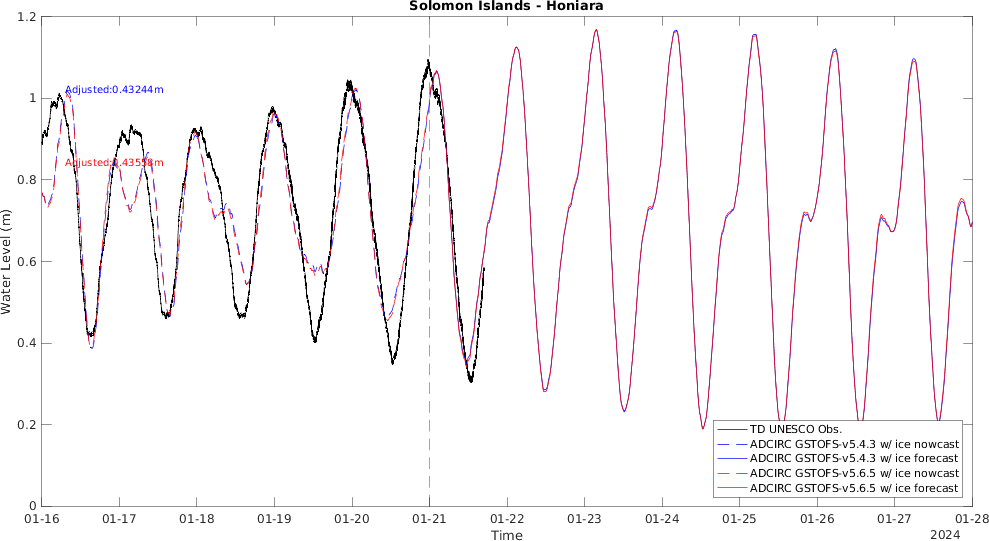 Solomon Islands - Honiara
Water Level (m)
1.2
1
0.8
0.6
0.4
0.2
0
Adjusted:0.43244m
Adjusted:0.43558m
TD UNESCO Obs.
ADCIRC GSTOFS-v5.4.3 w/ ice nowcast
ADCIRC GSTOFS-v5.4.3 w/ ice forecast
ADCIRC GSTOFS-v5.6.5 w/ ice nowcast
ADCIRC GSTOFS-v5.6.5 w/ ice forecast
01-16 01-17 01-18 01-19 01-20 01-21 01-22 01-23 01-24 01-25 01-26 01-27 01-28
Time
2024